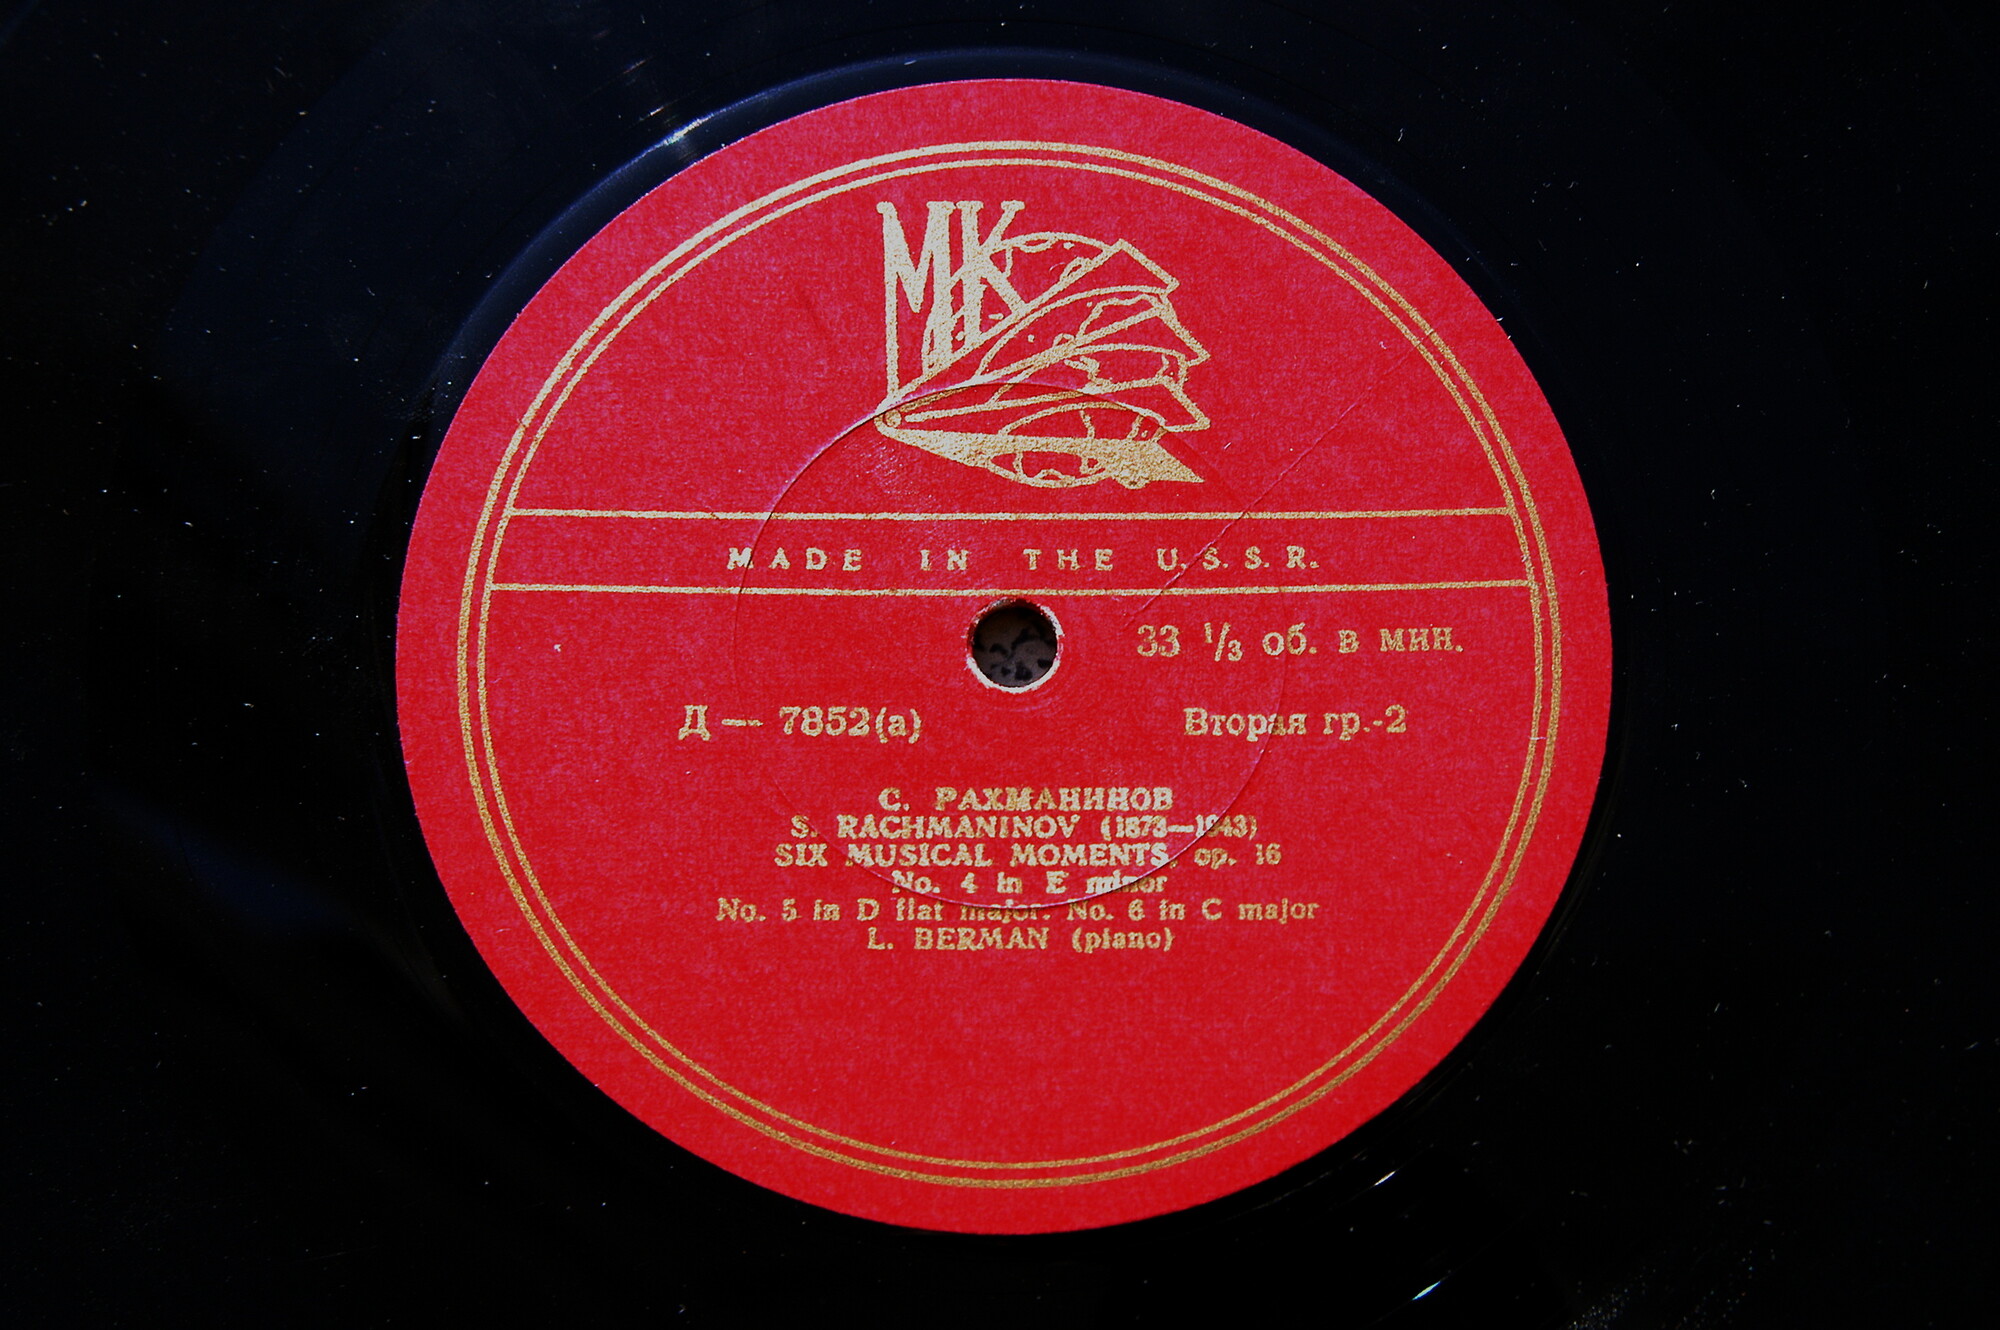 МК
MADE IN THE U.S.S.R.
33 1/3 об. в мин.
Д — 7852(а) Вторая гр.-2
С. РАХМАНИНОВ
S. RACHMANINOV (1873—1943)
SIX MUSICAL MOMENTS, op. 16
No. 4 in E minor
No. 5 in D flat major. No. 6 in C major
L. BERMAN (piano)